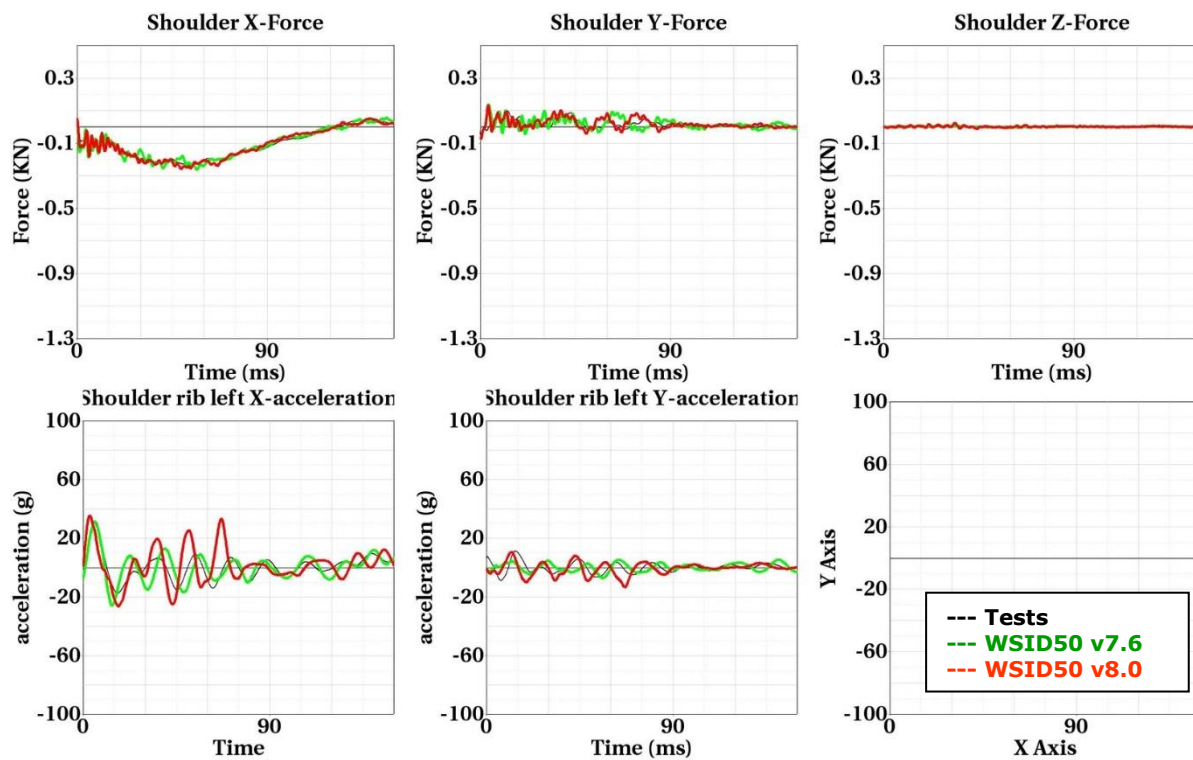 Shoulder X-Force
0.3
-0.1
-0.5
-0.9
-1.3
Force (KN)
0
90
Time (ms)
Shoulder Y-Force
0.3
-0.1
-0.5
-0.9
-1.3
Force (KN)
0
90
Time (ms)
Shoulder Z-Force
0.3
-0.1
-0.5
-0.9
-1.3
Force (KN)
0
90
Time (ms)
Shoulder rib left X-acceleration
100
60
20
-20
-60
-100
acceleration (g)
0
90
Time
Shoulder rib left Y-acceleration
100
60
20
-20
-60
-100
acceleration (g)
0
90
Time (ms)
100
60
20
-20
-60
-100
Y Axis
0
90
X Axis
--- Tests
--- WSID50 v7.6
--- WSID50 v8.0